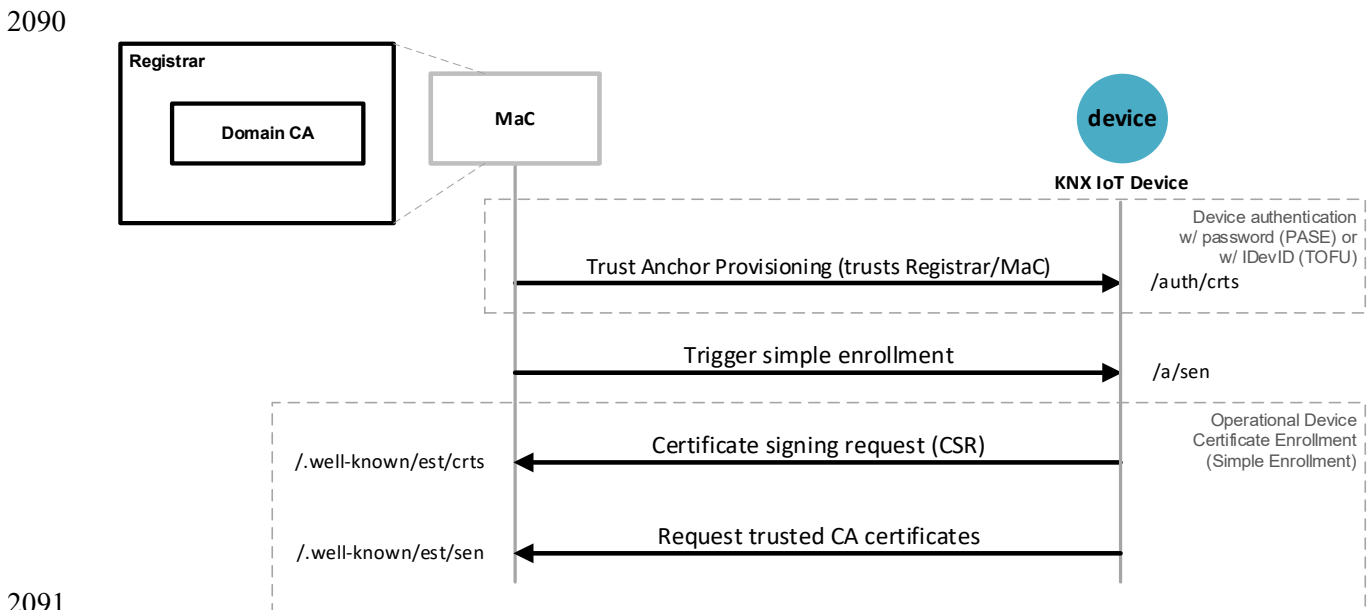 2090
Registrar
Domain CA
MaC
device
KNX IoT Device
Device authentication
w/ password (PASE) or
w/ IDevID (TOFU)
Trust Anchor Provisioning (trusts Registrar/MaC)
/auth/crts
Trigger simple enrollment
/a/sen
Operational Device
Certificate Enrollment
(Simple Enrollment)
Certificate signing request (CSR)
/.well-known/est/crts
Request trusted CA certificates
/.well-known/est/sen
2091